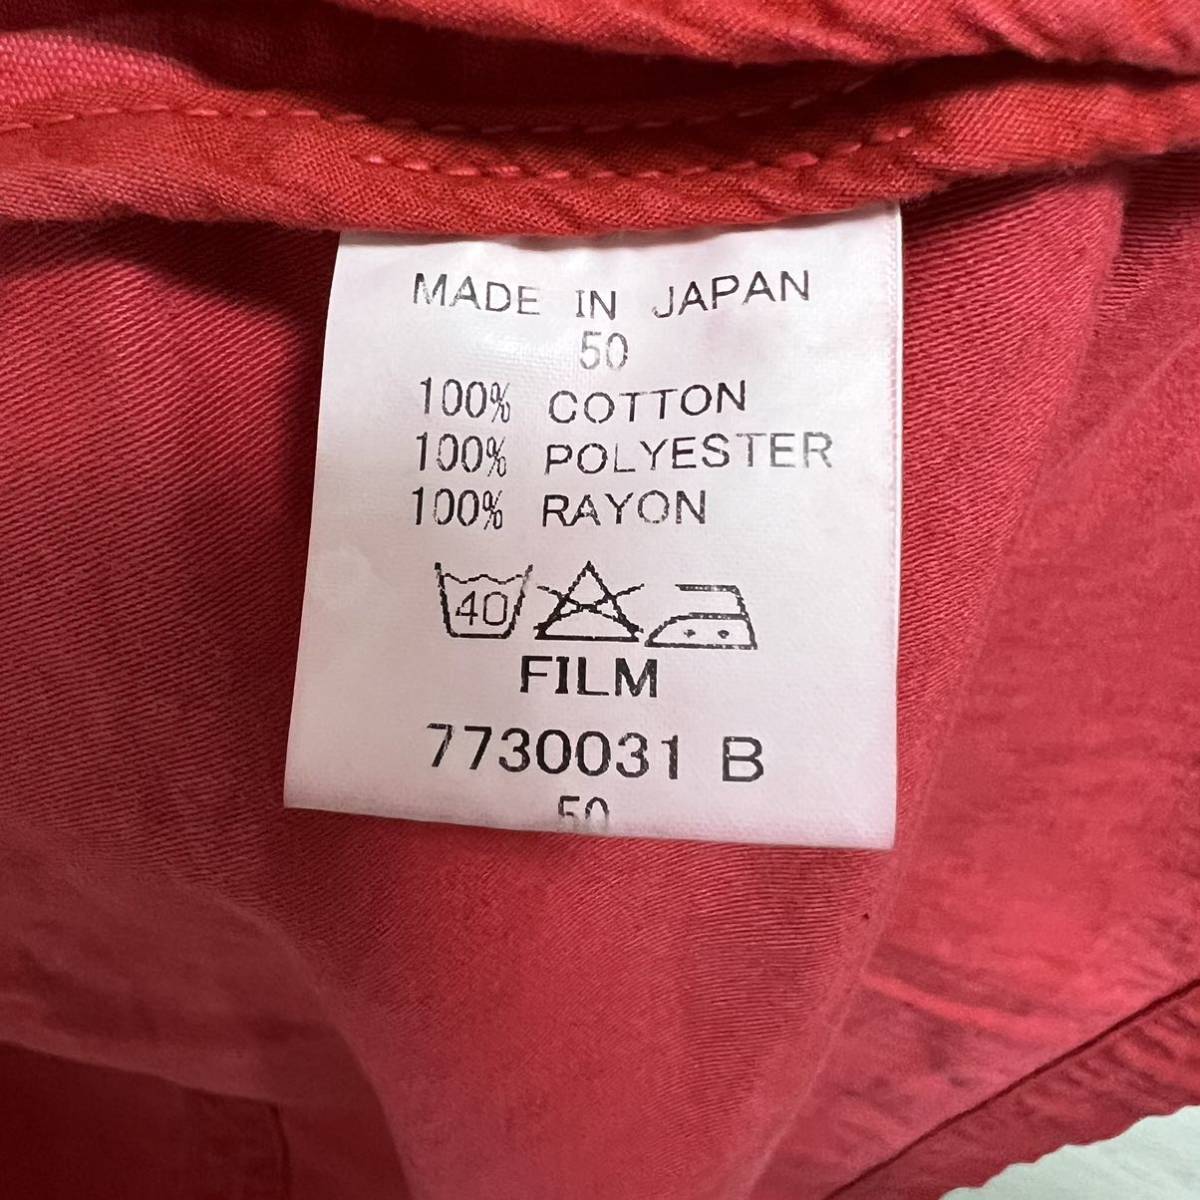 MADE IN JAPAN
50
100% COTTON
100% POLYESTER
100% RAYON
40
FILM
7730031 B
50